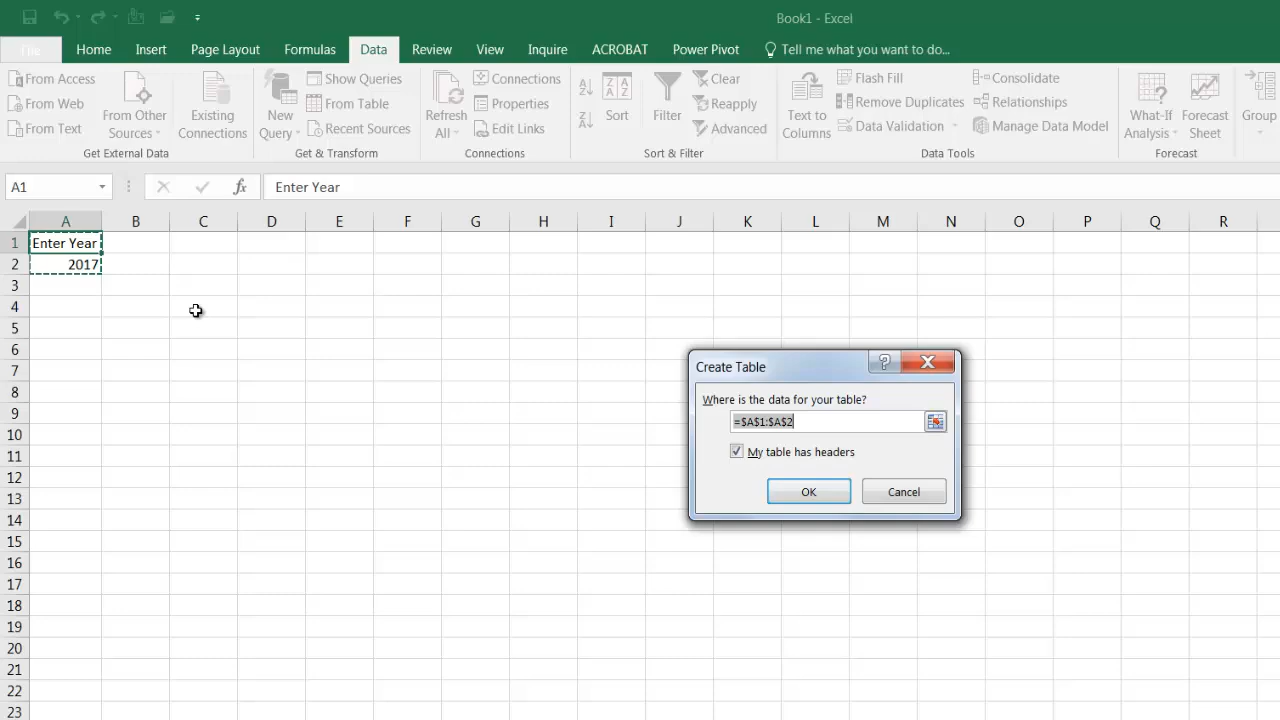 Book1 - Excel
File Home Insert Page Layout Formulas Data Review View Inquire ACROBAT Power Pivot Tell me what you want to do...
From Access
From Web
From Text
From Other
Sources
Existing
Connections
Get External Data
New
Query
Show Queries
From Table
Recent Sources
Get & Transform
Refresh
All
Connections
Properties
Edit Links
Connections
Sort
Filter
Clear
Reapply
Advanced
Sort & Filter
Text to
Columns
Flash Fill
Remove Duplicates
Data Validation
Consolidate
Relationships
Manage Data Model
Data Tools
What-If
Analysis
Forecast
Sheet
Forecast
Group
A1 fx Enter Year
A B C D E F G H I J K L M N O P Q R
1 Enter Year
2 2017
3
4
5
6
7
8
9
10
11
12
13
14
15
16
17
18
19
20
21
22
23
Create Table
Where is the data for your table?
=$A$1:$A$2
My table has headers
OK Cancel